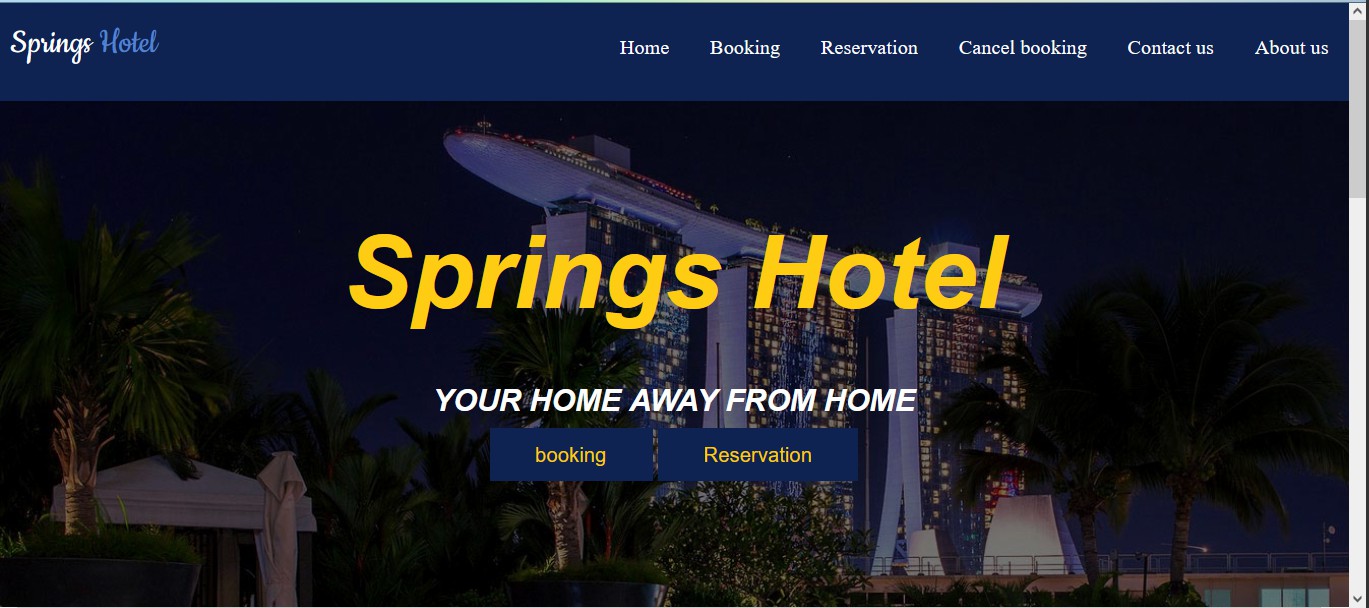 Springs Hotel
Home Booking Reservation Cancel booking Contact us About us
Springs Hotel
YOUR HOME AWAY FROM HOME
booking Reservation